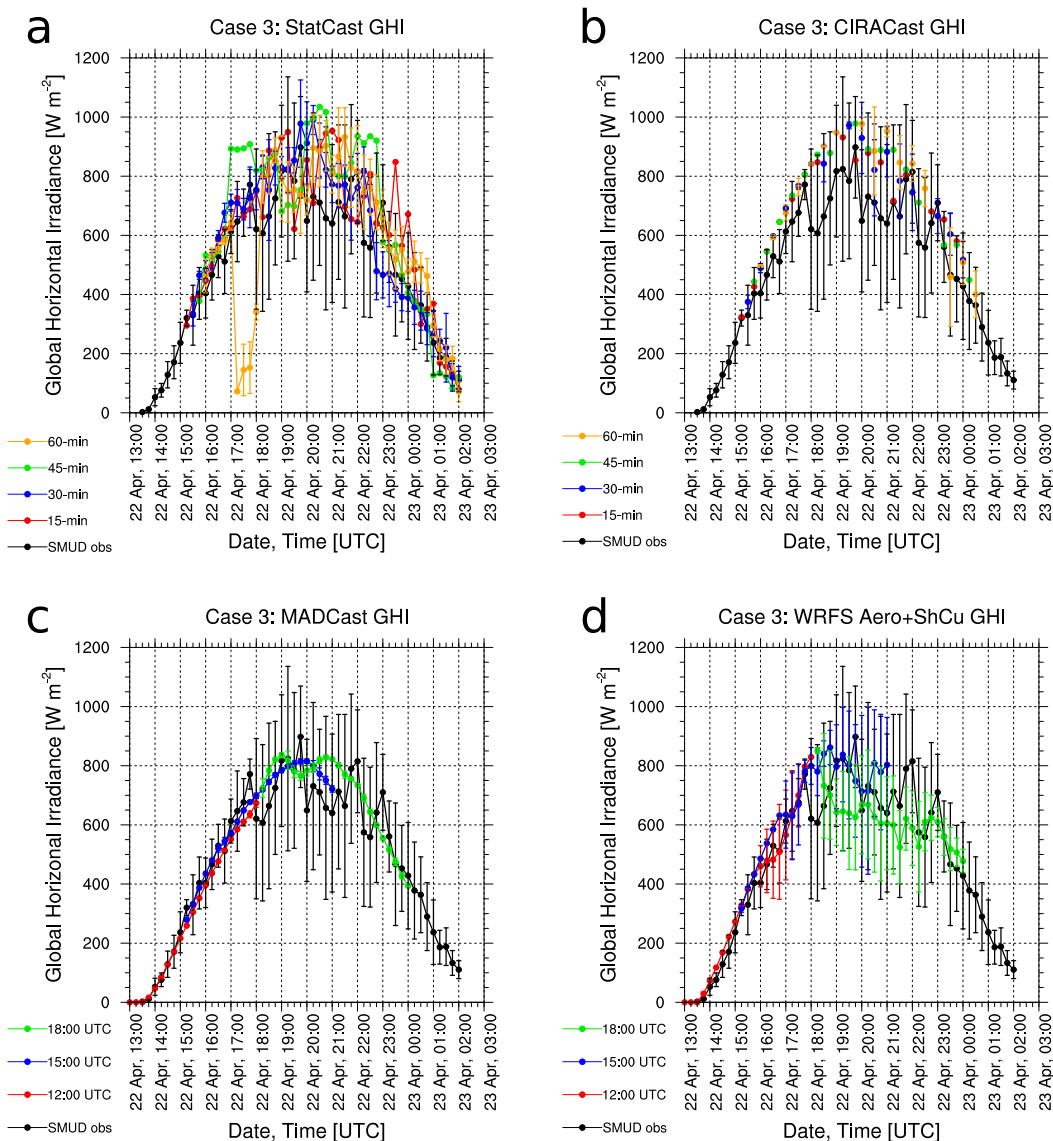 a
Case 3: StatCast GHI
Global Horizontal Irradiance [W m-2]
1200
1000
800
600
400
200
0
22 Apr, 13:00
22 Apr, 14:00
22 Apr, 15:00
22 Apr, 16:00
22 Apr, 17:00
22 Apr, 18:00
22 Apr, 19:00
22 Apr, 20:00
22 Apr, 21:00
22 Apr, 22:00
22 Apr, 23:00
23 Apr, 00:00
23 Apr, 01:00
23 Apr, 02:00
23 Apr, 03:00
60-min
45-min
30-min
15-min
SMUD obs
Date, Time [UTC]
b
Case 3: CIRACast GHI
Global Horizontal Irradiance [W m-2]
1200
1000
800
600
400
200
0
22 Apr, 13:00
22 Apr, 14:00
22 Apr, 15:00
22 Apr, 16:00
22 Apr, 17:00
22 Apr, 18:00
22 Apr, 19:00
22 Apr, 20:00
22 Apr, 21:00
22 Apr, 22:00
22 Apr, 23:00
23 Apr, 00:00
23 Apr, 01:00
23 Apr, 02:00
23 Apr, 03:00
60-min
45-min
30-min
15-min
SMUD obs
Date, Time [UTC]
c
Case 3: MADCast GHI
Global Horizonal Irradiance [W m-2]
1200
1000
800
600
400
200
0
22 Apr, 13:00
22 Apr, 14:00
22 Apr, 15:00
22 Apr, 16:00
22 Apr, 17:00
22 Apr, 18:00
22 Apr, 19:00
22 Apr, 20:00
22 Apr, 21:00
22 Apr, 22:00
22 Apr, 23:00
23 Apr, 00:00
23 Apr, 01:00
23 Apr, 02:00
23 Apr, 03:00
18:00 UTC
15:00 UTC
12:00 UTC
SMUD obs
Date, Time [UTC]
d
Case 3: WRFS Aero+ShCu GHI
Global Horizonal Irradiance [W m-2]
1200
1000
800
600
400
200
0
22 Apr, 13:00
22 Apr, 14:00
22 Apr, 15:00
22 Apr, 16:00
22 Apr, 17:00
22 Apr, 18:00
22 Apr, 19:00
22 Apr, 20:00
22 Apr, 21:00
22 Apr, 22:00
22 Apr, 23:00
23 Apr, 00:00
23 Apr, 01:00
23 Apr, 02:00
23 Apr, 03:00
18:00 UTC
15:00 UTC
12:00 UTC
SMUD obs
Date, Time [UTC]